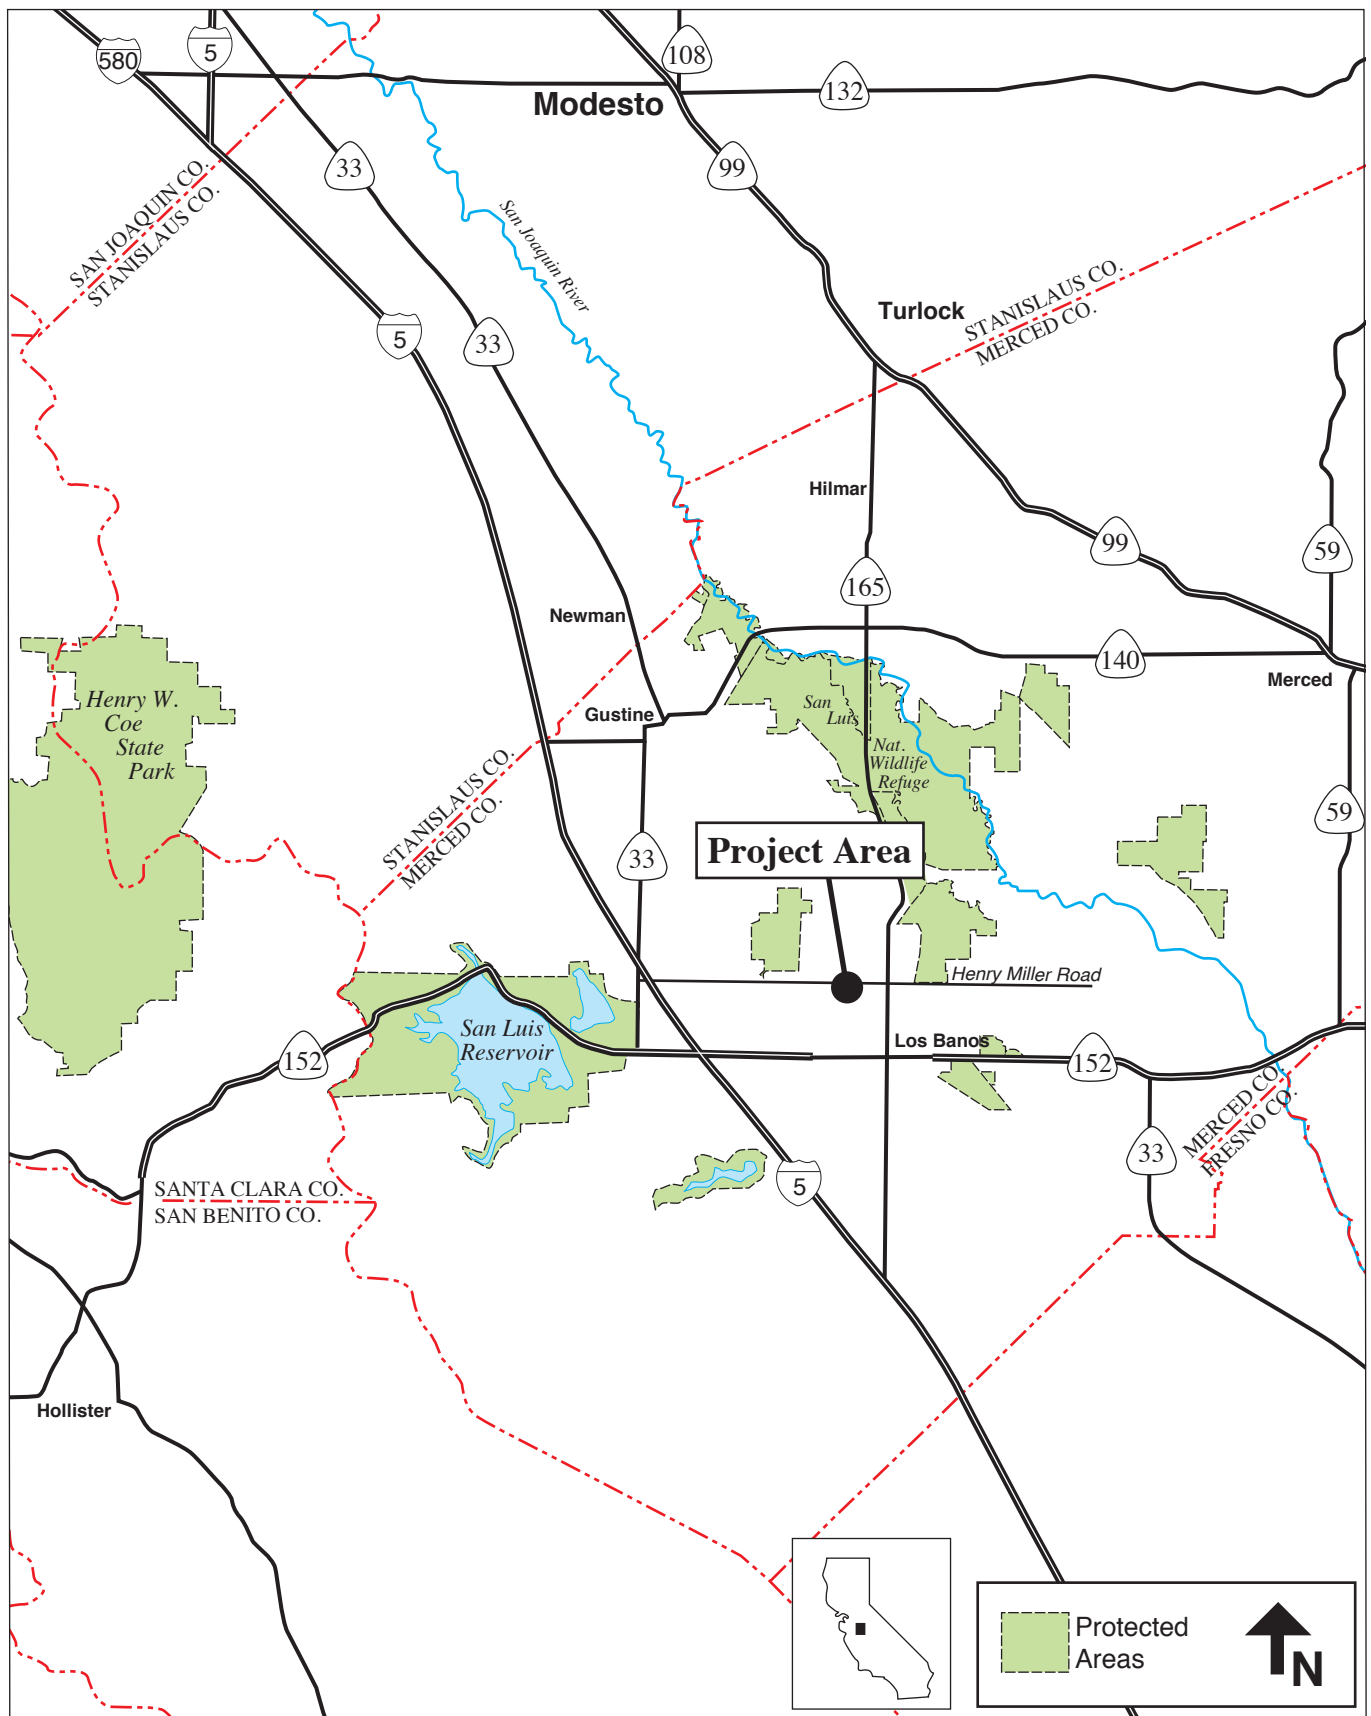 580
5
108
Modesto
132
33
99
SAN JOAQUIN CO.
STANISLAUS CO.
San Joaquin River
5
33
Turlock
STANISLAUS CO.
MERCED CO.
Hilmar
99
59
165
Newman
140
Merced
Gustine
Henry W.
Coe
State
Park
San
Luis
Nat.
Wildlife
Refuge
STANISLAUS CO.
MERCED CO.
59
33
Project Area
Henry Miller Road
San Luis
Reservoir
Los Banos
152
152
MERCED CO.
FRESNO CO.
33
5
SANTA CLARA CO.
SAN BENITO CO.
Hollister
Protected
Areas
N